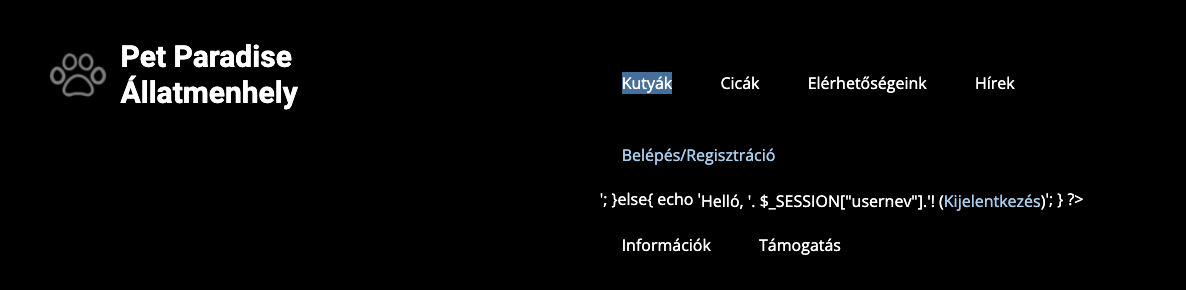 Pet Paradise
Állatmenhely
Kutyák Cicák Elérhetőségeink Hírek
Belépés/Regisztráció
'; }else{ echo 'Helló, '. $_SESSION["usernev"].'! (Kijelentkezés)'; } ?>
Információk Támogatás